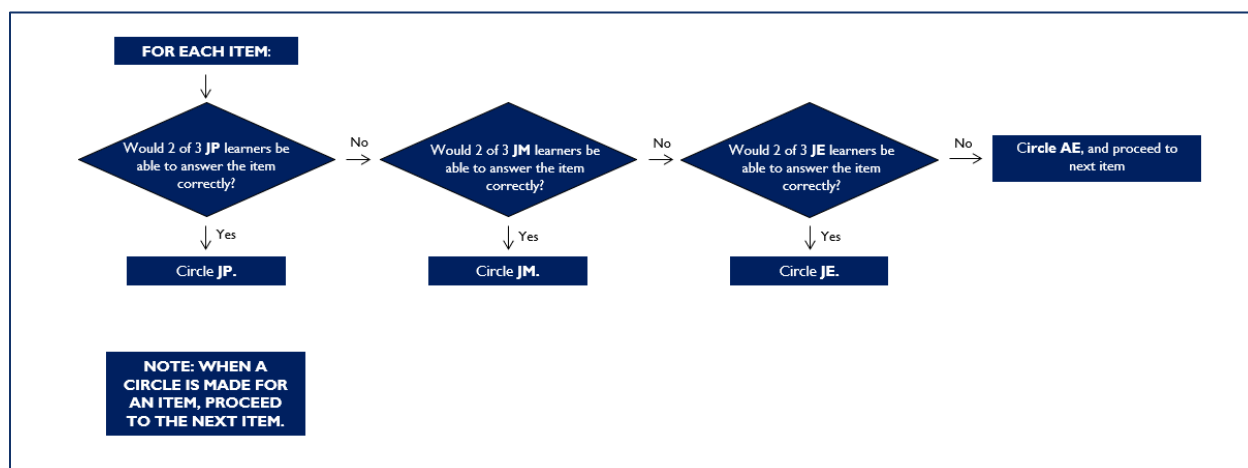 FOR EACH ITEM:
Would 2 of 3 JP learners be
able to answer the item
correctly?
No
Would 2 of 3 JM learners be
able to answer the item
correctly?
No
Would 2 of 3 JE learners be
able to answer the item
correctly?
No
Circle AE, and proceed to
next item
Yes
Yes
Yes
Circle JP.
Circle JM.
Circle JE.
NOTE: WHEN A
CIRCLE IS MADE FOR
AN ITEM, PROCEED
TO THE NEXT ITEM.